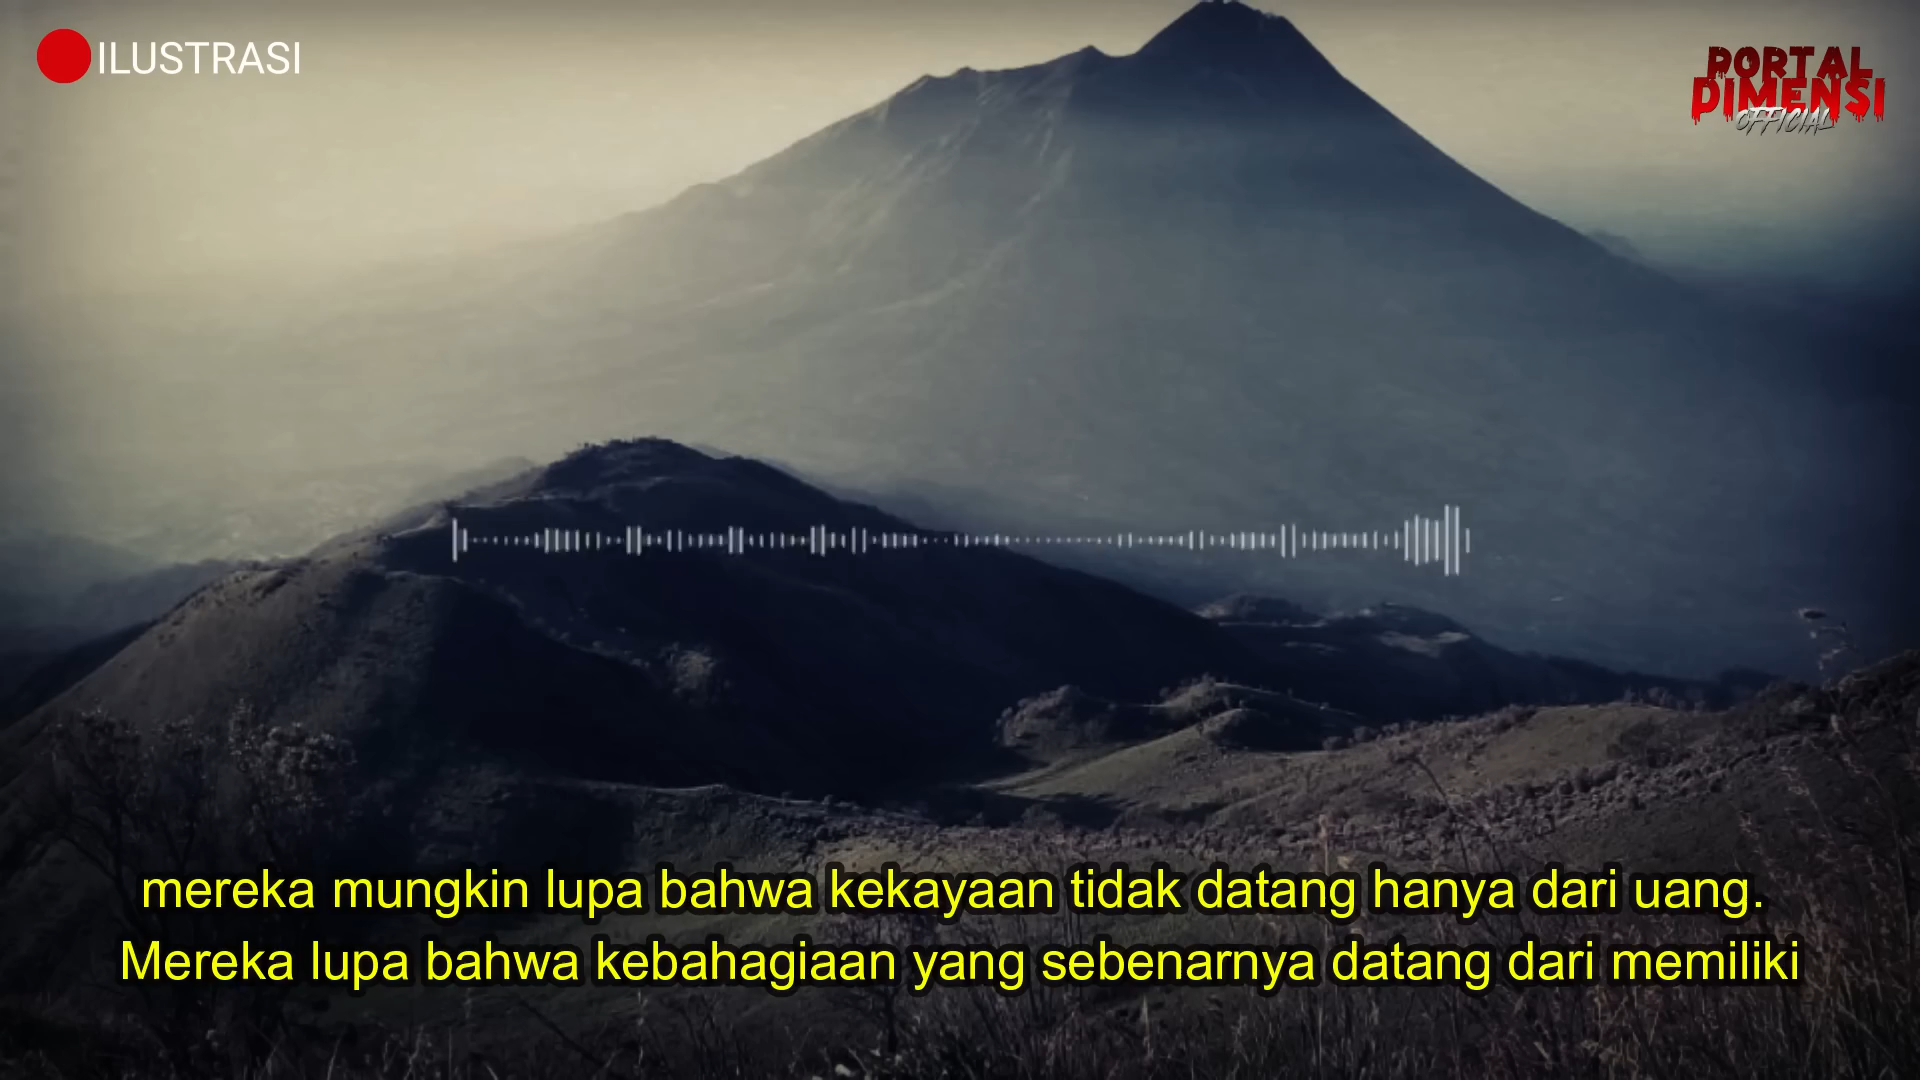 ILUSTRASI
PORTAL
DIMENSI
OFFICIAL
mereka mungkin lupa bahwa kekayaan tidak datang hanya dari uang.
Mereka lupa bahwa kebahagiaan yang sebenarnya datang dari memiliki